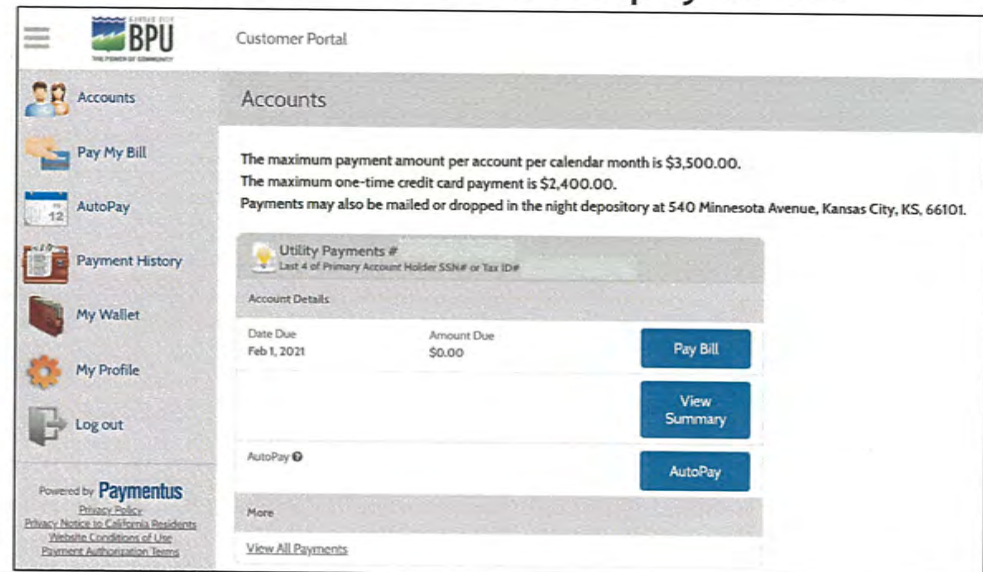 BPU
THE POWER OF COMMUNITY
Customer Portal
Accounts
Pay My Bill
12
AutoPay
Payment History
My Wallet
My Profile
Log out
Powered by Paymentus
Privacy Policy
Privacy Notice to California Residents
Website Conditions of Use
Payment Authorization Terms
Accounts
The maximum payment amount per account per calendar month is $3,500.00.
The maximum one-time credit card payment is $2,400.00.
Payments may also be mailed or dropped in the night depository at 540 Minnesota Avenue, Kansas City, KS, 66101.
Utility Payments #
Last 4 of Primary Account Holder SSN# or Tax ID#
Account Details
Date Due
Feb 1, 2021
Amount Due
$0.00
Pay Bill
View
Summary
AutoPay
AutoPay
More
View All Payments